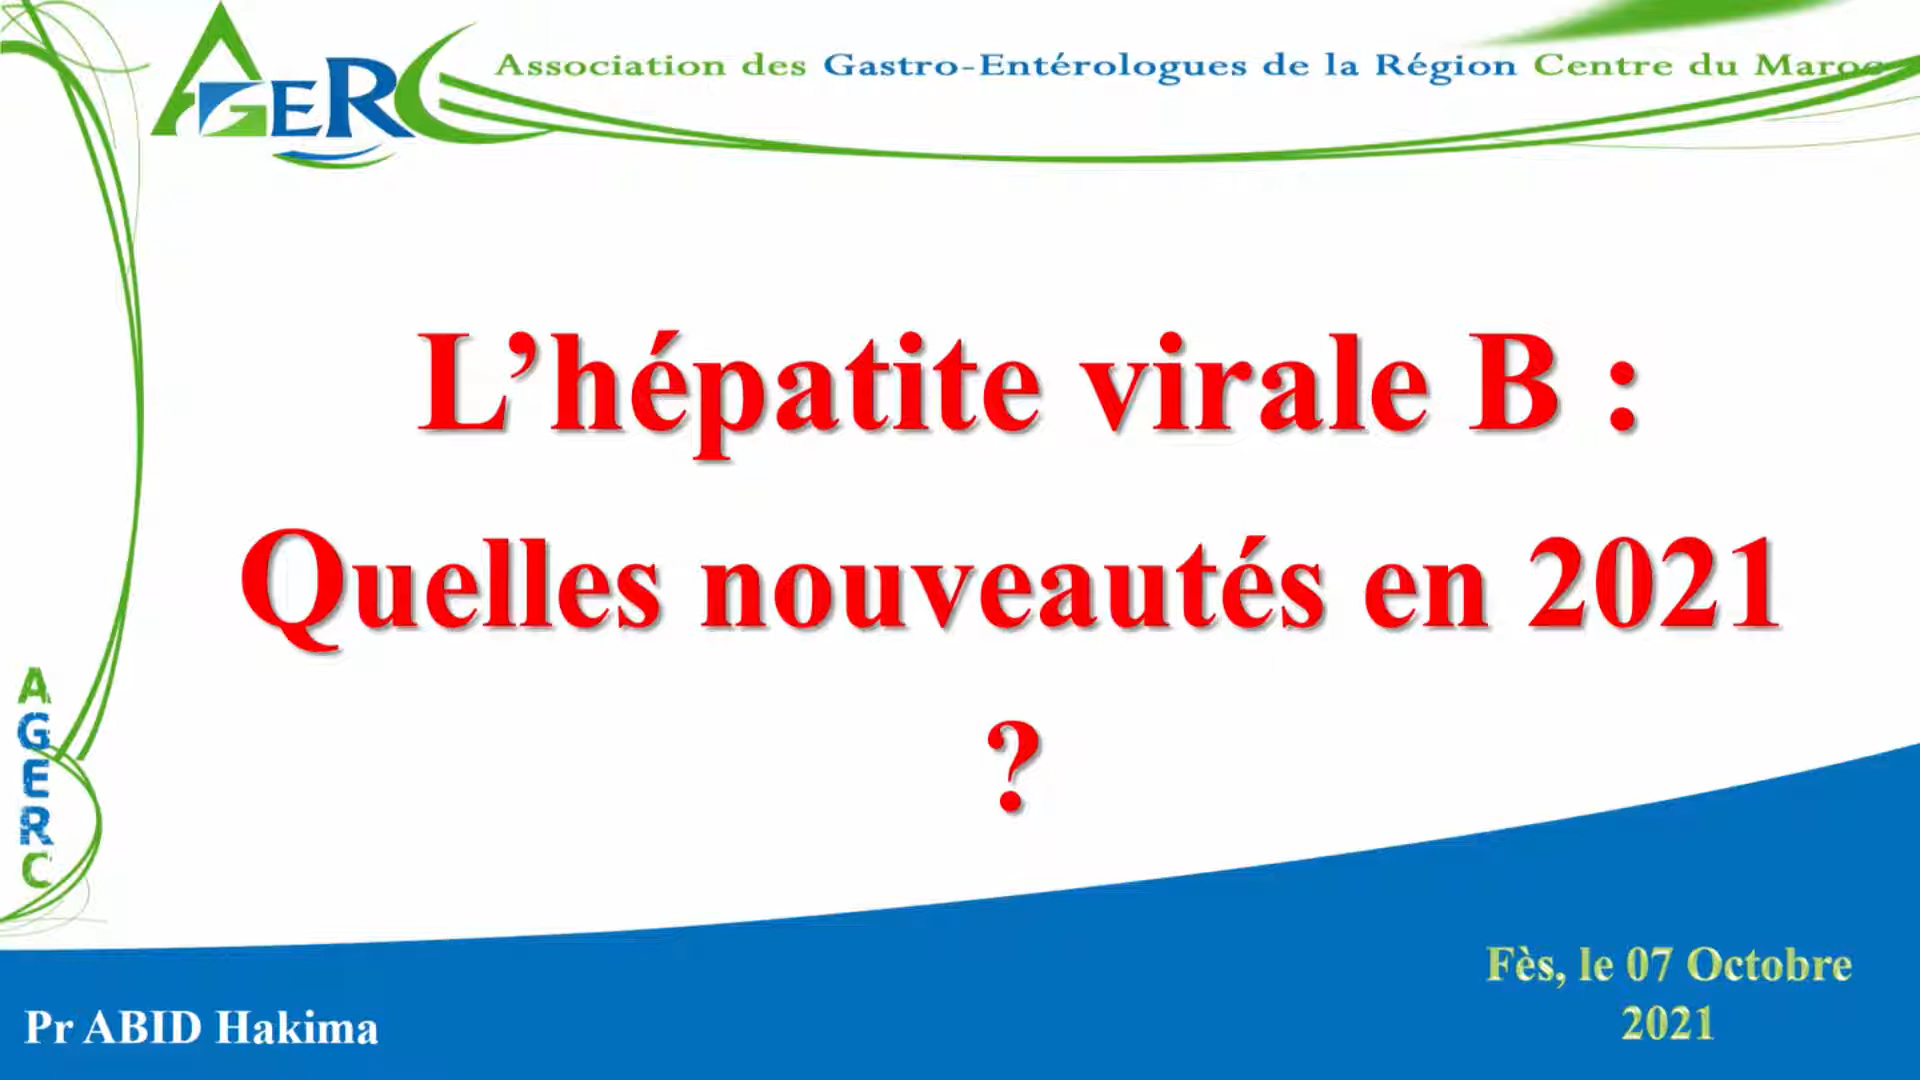 AGERC
Association des Gastro-Entérologues de la Région Centre du Maroc
L’hépatite virale B :
Quelles nouveautés en 2021
?
A
G
E
R
C
Fès, le 07 Octobre
2021
Pr ABID Hakima